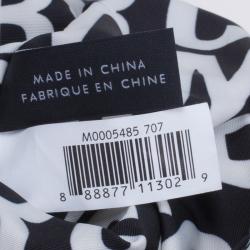 MADE IN CHINA
FABRIQUE EN CHINE
M0005485 707
8 88877 11302 9